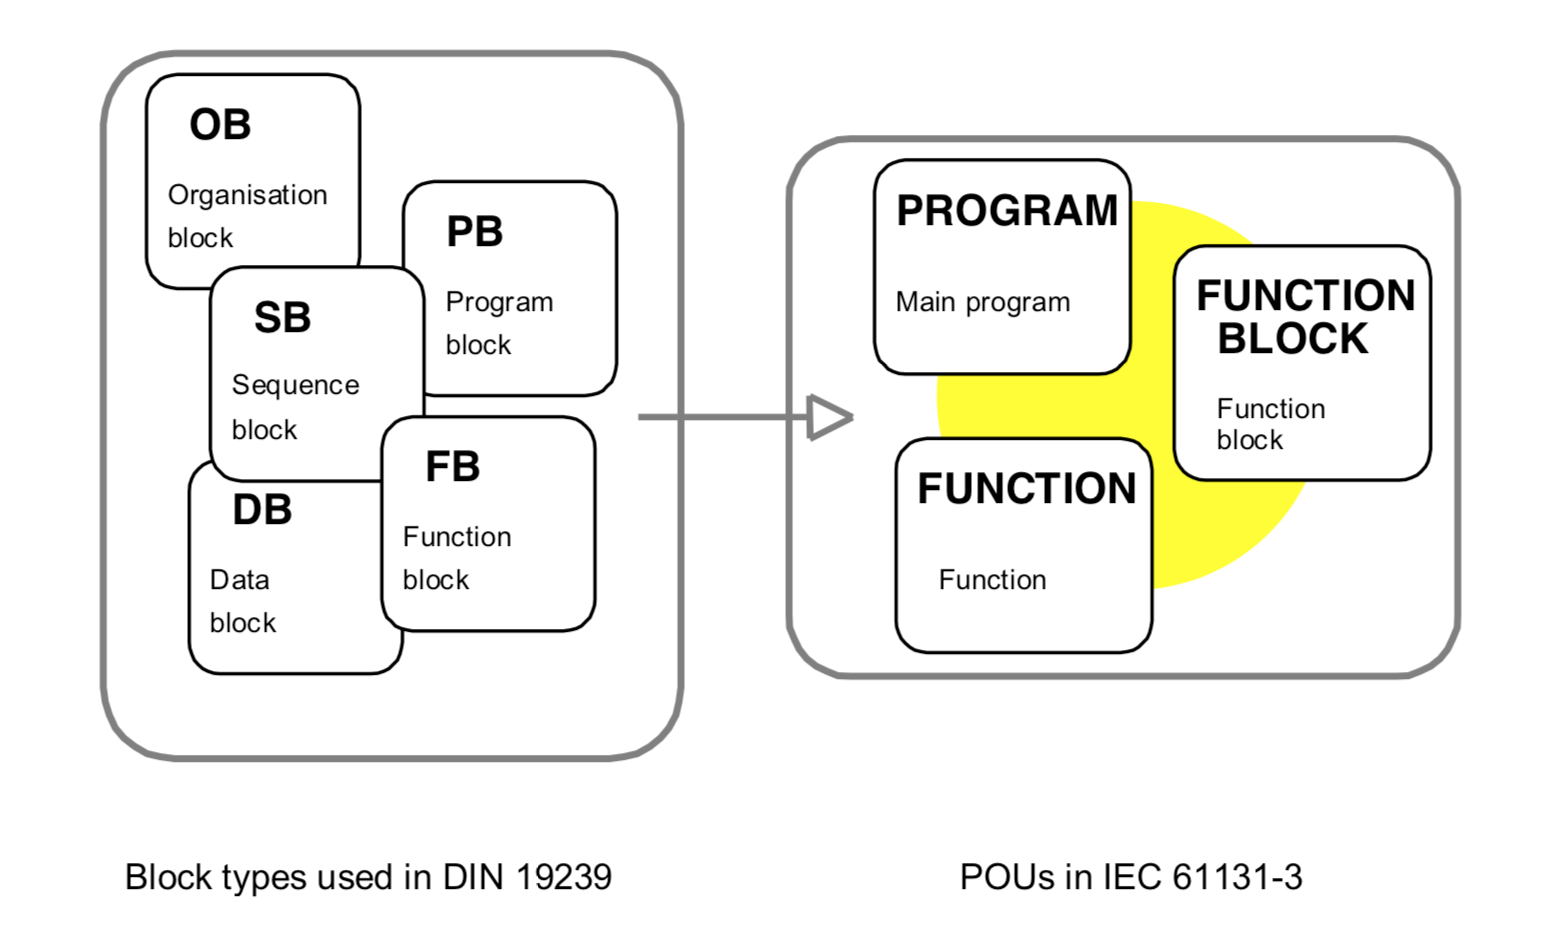 OB
Organisation
block
PB
Program
block
SB
Sequence
block
FB
Function
block
DB
Data
block
PROGRAM
Main program
FUNCTION
BLOCK
Function
block
FUNCTION
Function
Block types used in DIN 19239
POUs in IEC 61131-3